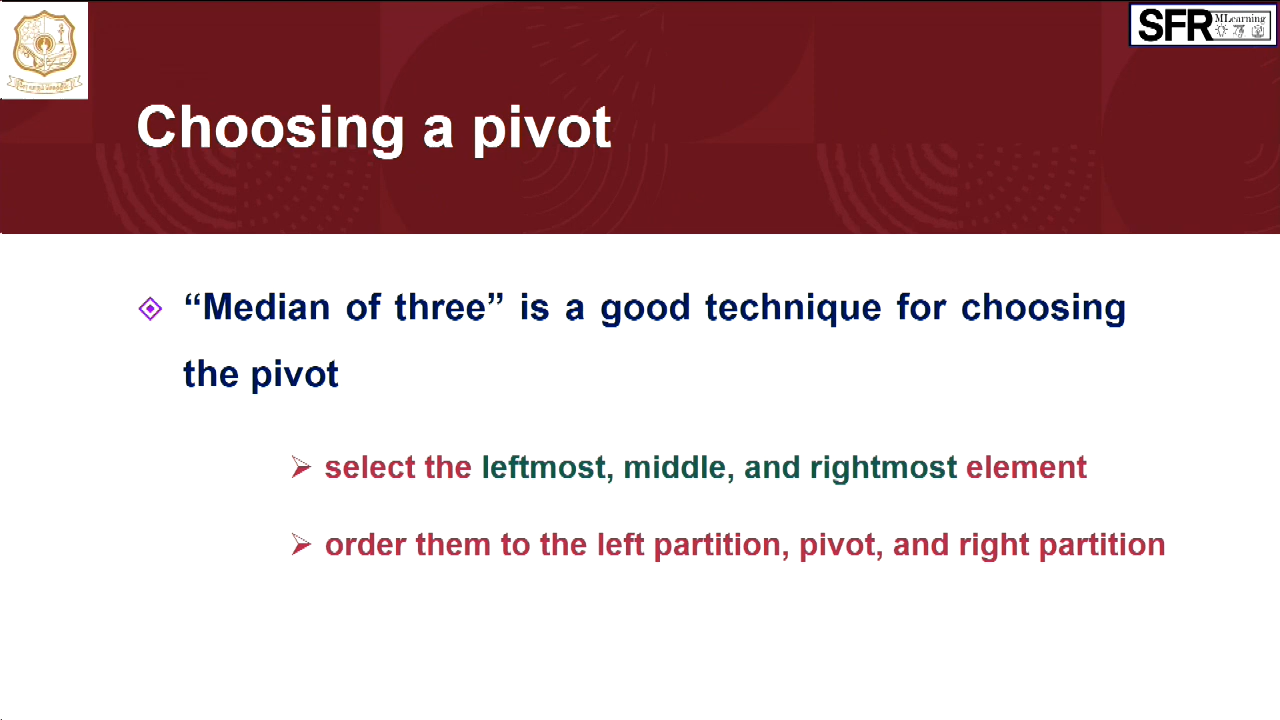 SFR MLearning
Choosing a pivot
“Median of three” is a good technique for choosing
the pivot
select the leftmost, middle, and rightmost element
order them to the left partition, pivot, and right partition